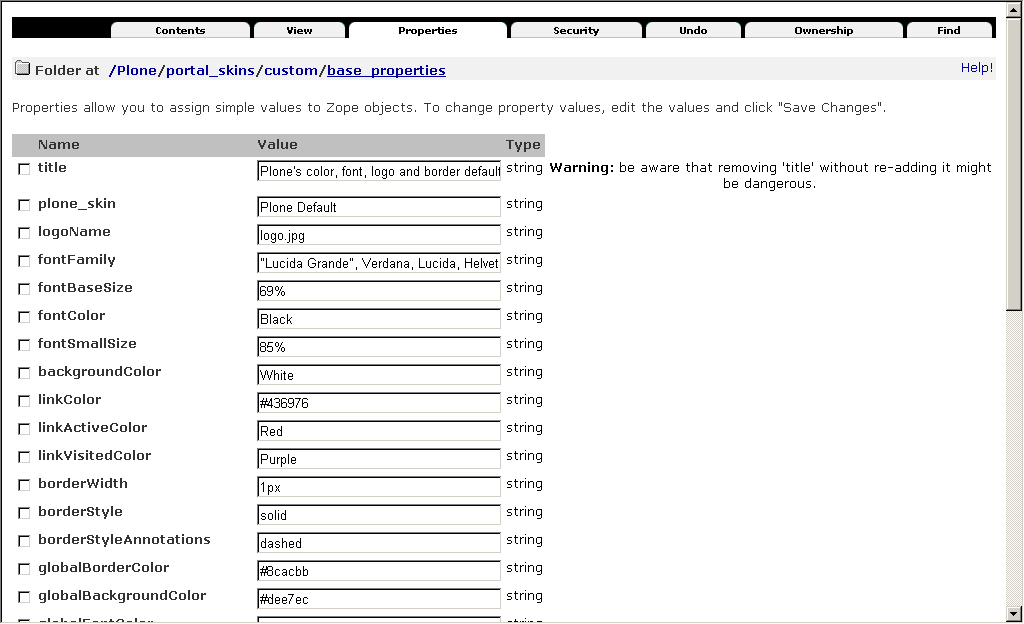 Contents View Properties Security Undo Ownership Find
Folder at /Plone/portal_skins/custom/base_properties Help!
Properties allow you to assign simple values to Zope objects. To change property values, edit the values and click "Save Changes".
Name Value Type
title Plone's color, font, logo and border default string Warning: be aware that removing 'title' without re-adding it might
be dangerous.
plone_skin Plone Default string
logoName logo.jpg string
fontFamily "Lucida Grande", Verdana, Lucida, Helvet string
fontBaseSize 69% string
fontColor Black string
fontSmallSize 85% string
backgroundColor White string
linkColor #436976 string
linkActiveColor Red string
linkVisitedColor Purple string
borderWidth 1px string
borderStyle solid string
borderStyleAnnotations dashed string
globalBorderColor #8cacbb string
globalBackgroundColor #dee7ec string
globalFontColor string